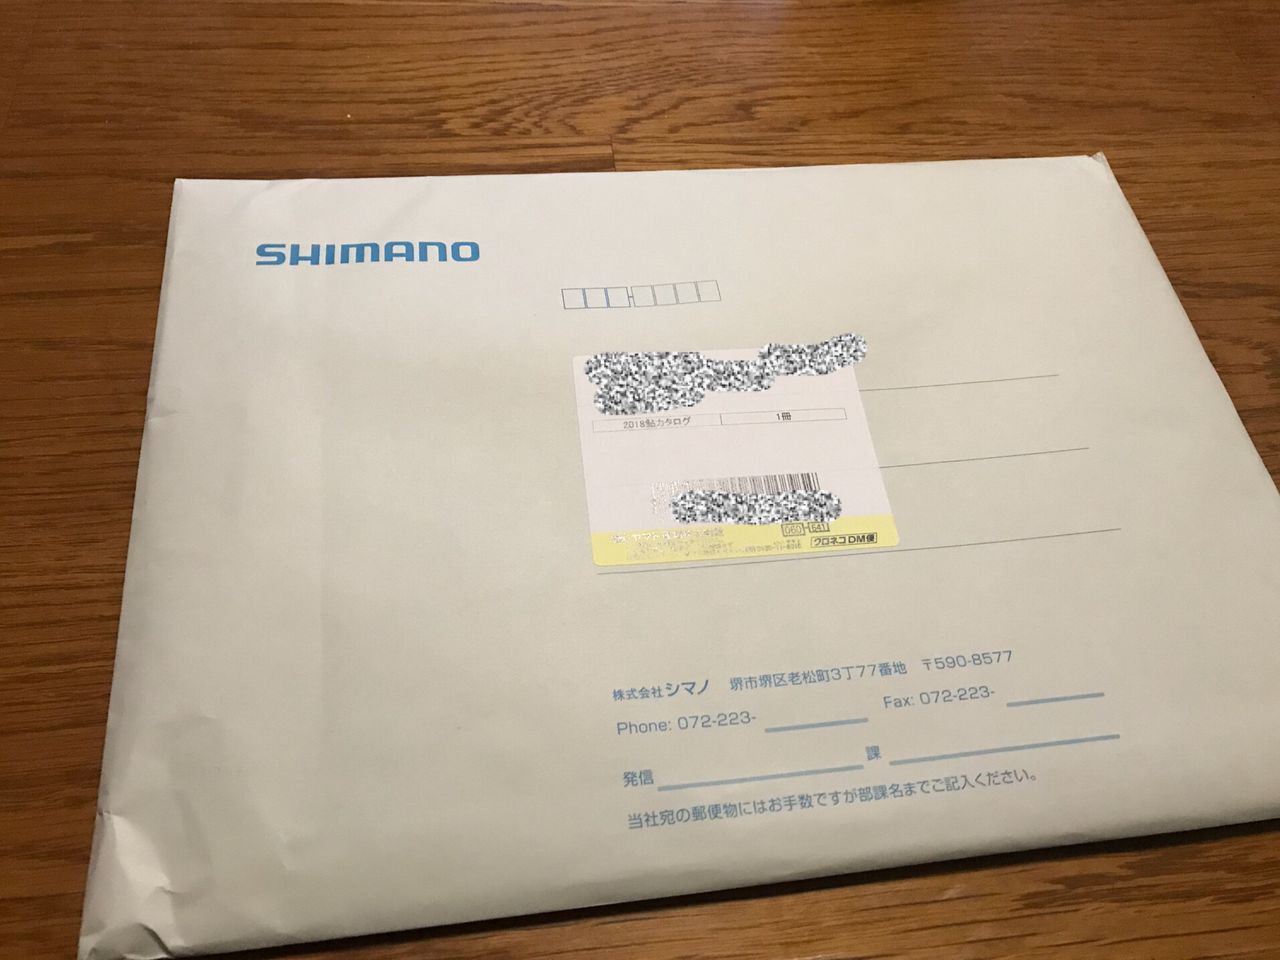 SHIMANO
2018鮎カタログ 1冊
060-641
クロネコDM便
株式会社シマノ 堺市堺区老松町3丁77番地 〒590-8577
Phone: 072-223- Fax: 072-223-
発信 課
当社宛の郵便物にはお手数ですが部課名までご記入ください。